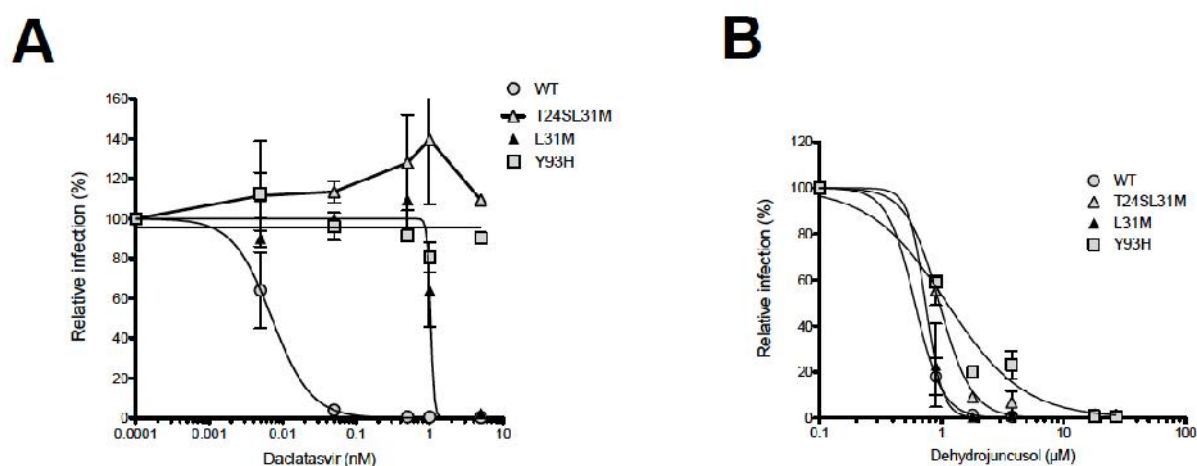 A
Relative infection (%)
160
140
120
100
80
60
40
20
0
0.0001
0.001
0.01
0.1
1
10
Daclatasvir (nM)
WT
T24SL31M
L31M
Y93H
B
Relative infection (%)
120
100
80
60
40
20
0
0.1
1
10
100
Dehydrojuncusol (µM)
WT
T24SL31M
L31M
Y93H